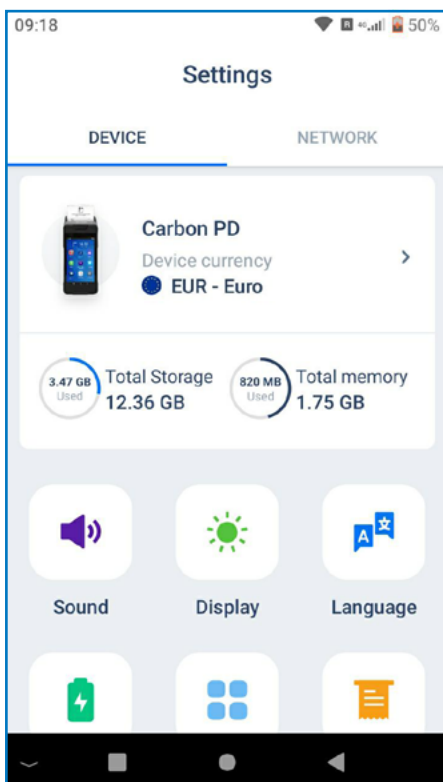 09:18
R 4G 50%
Settings
DEVICE
NETWORK
Carbon PD
Device currency
EUR - Euro
3.47 GB
Used
Total Storage
12.36 GB
820 MB
Used
Total memory
1.75 GB
A
Sound
Display
Language